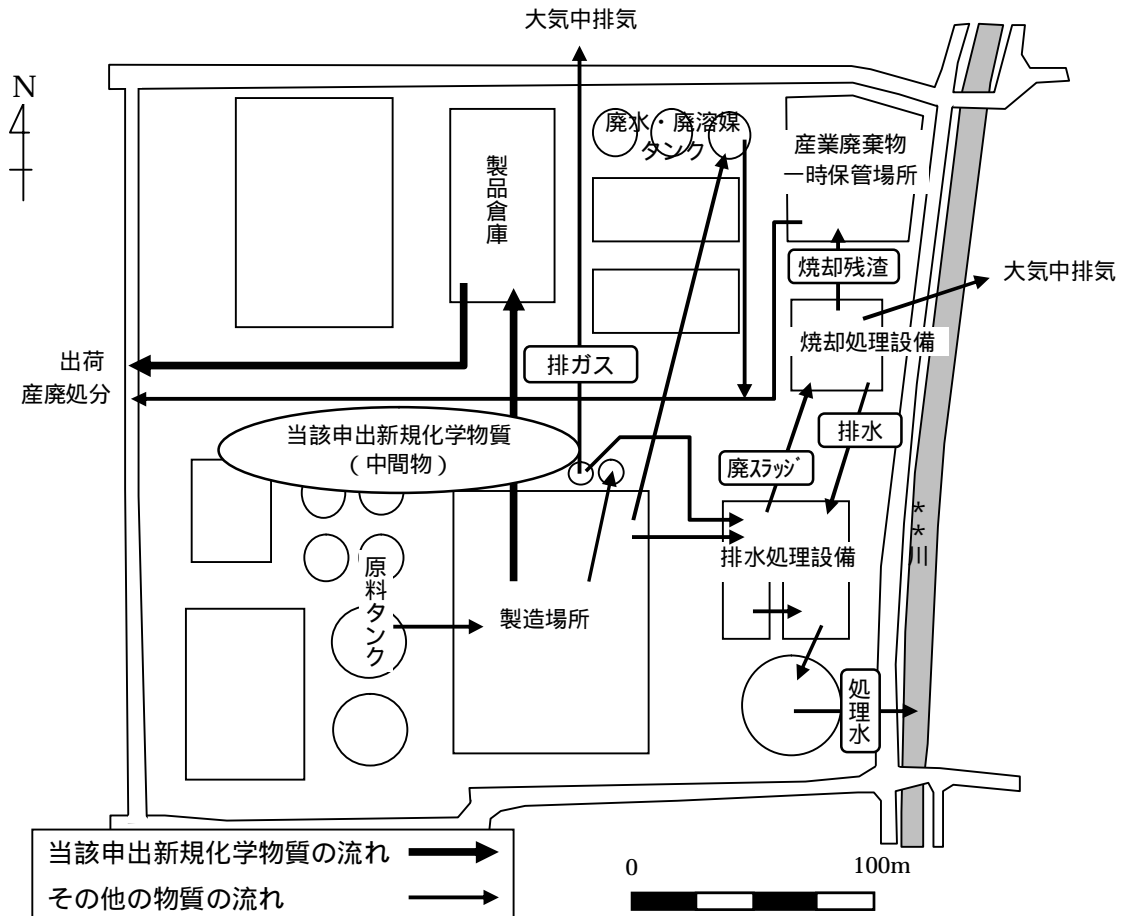 大気中排気
N
廃水・廃溶媒
タンク
産業廃棄物
一時保管場所
製品倉庫
焼却残渣
大気中排気
焼却処理設備
出荷
産廃処分
排ガス
排水
当該申出新規化学物質
(中間物)
廃スラッジ
**川
排水処理設備
原料タンク
製造場所
処理水
当該申出新規化学物質の流れ
その他の物質の流れ
0
100m